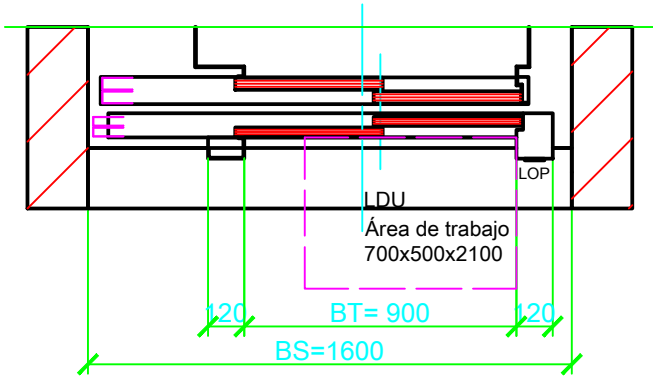 LOP
LDU
Área de trabajo
700x500x2100
120 BT= 900 120
BS=1600